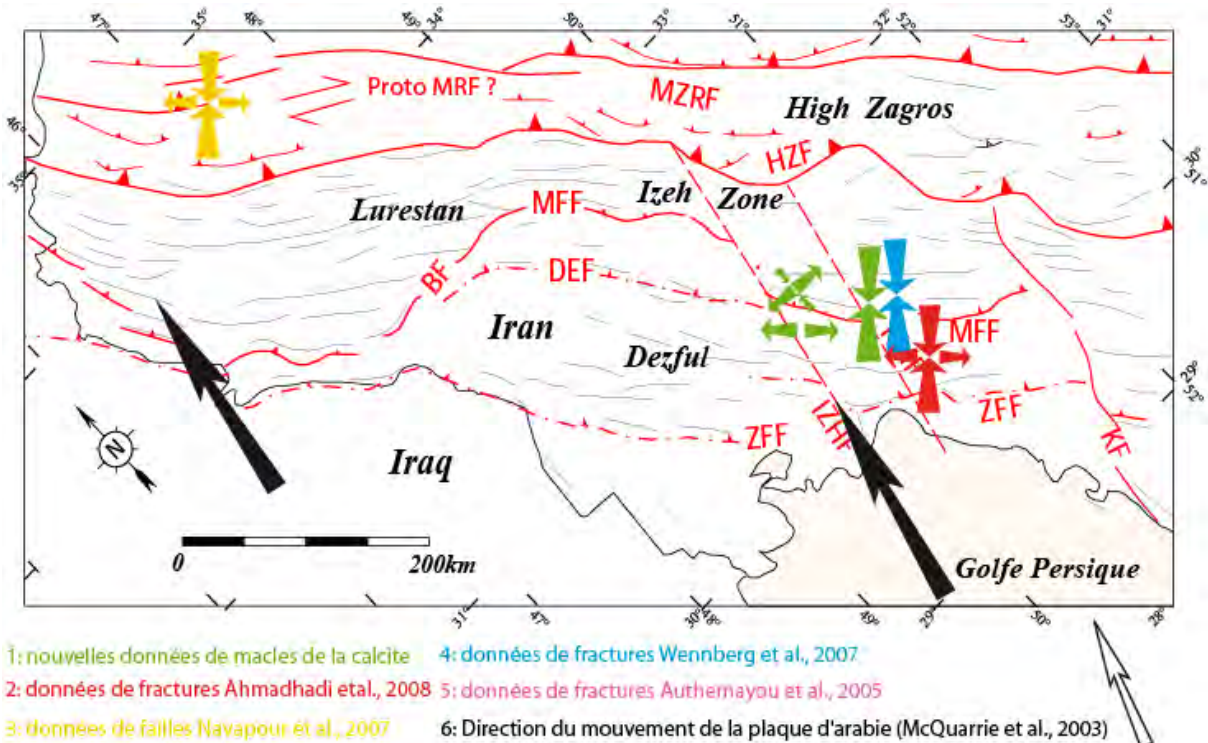 47° 35° 48° 49° 34° 50° 33° 51° 32° 52° 53° 31°
Proto MRF ?
MZRF
High Zagros
46°
35°
HZF
30°
51°
Izeh Zone
Lurestan
MFF
BF
DEF
Iran
MFF
Dezful
29°
52°
ZFF
IZHF
ZFF
KF
N
Iraq
0 200km
Golfe Persique
31° 47° 30° 48° 49° 29° 50° 28°
1: nouvelles données de macles de la calcite
2: données de fractures Ahmadhadi etal., 2008
3: données de failles Navapour et al., 2007
4: données de fractures Wennberg et al., 2007
5: données de fractures Authemayou et al., 2005
6: Direction du mouvement de la plaque d'arabie (McQuarrie et al., 2003)